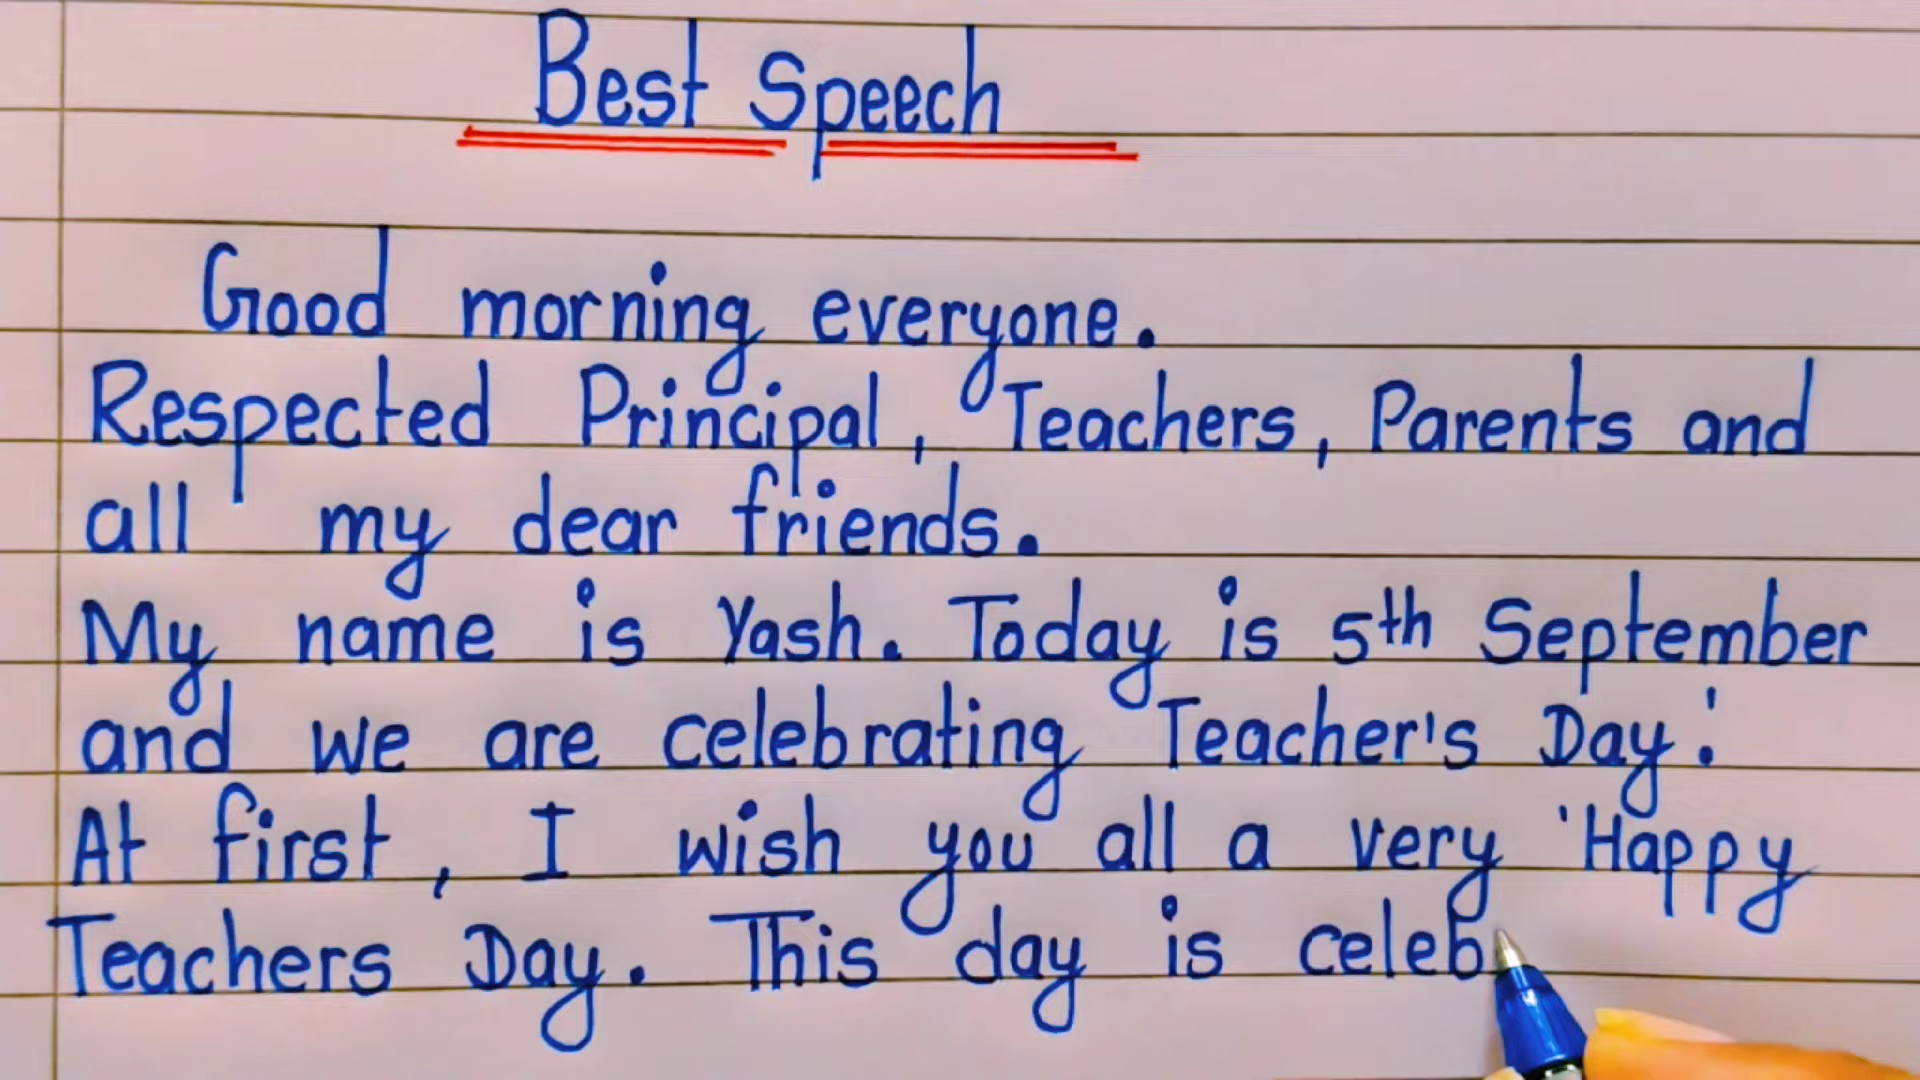 Best Speech
Good morning everyone.
Respected Principal, Teachers, Parents and
all my dear friends.
My name is Yash. Today is 5th September
and we are celebrating Teacher's Day.'
At first, I wish you all a very 'Happy
Teachers Day. This day is celeb